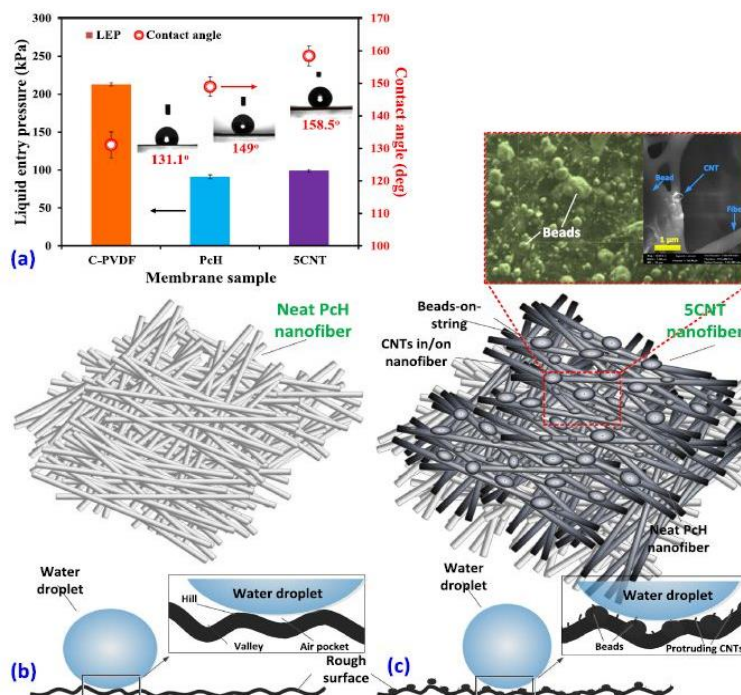 Liquid entry pressure (kPa)
300
250
200
150
100
50
0
LEP
Contact angle
131.1°
149°
158.5°
170
160
150
140
130
120
110
100
Contact angle (deg)
C-PVDF
PcH
5CNT
Membrane sample
(a)
Beads
Bead
CNT
Fiber
1 µm
Neat PcH
nanofiber
Beads-on-
string
CNTs in/on nanofiber
5CNT
nanofiber
Neat PcH
nanofiber
Water
droplet
Water droplet
Hill
Valley
Air pocket
(b)
Rough
surface
Water
droplet
Water droplet
Beads
Protruding CNTs
(c)